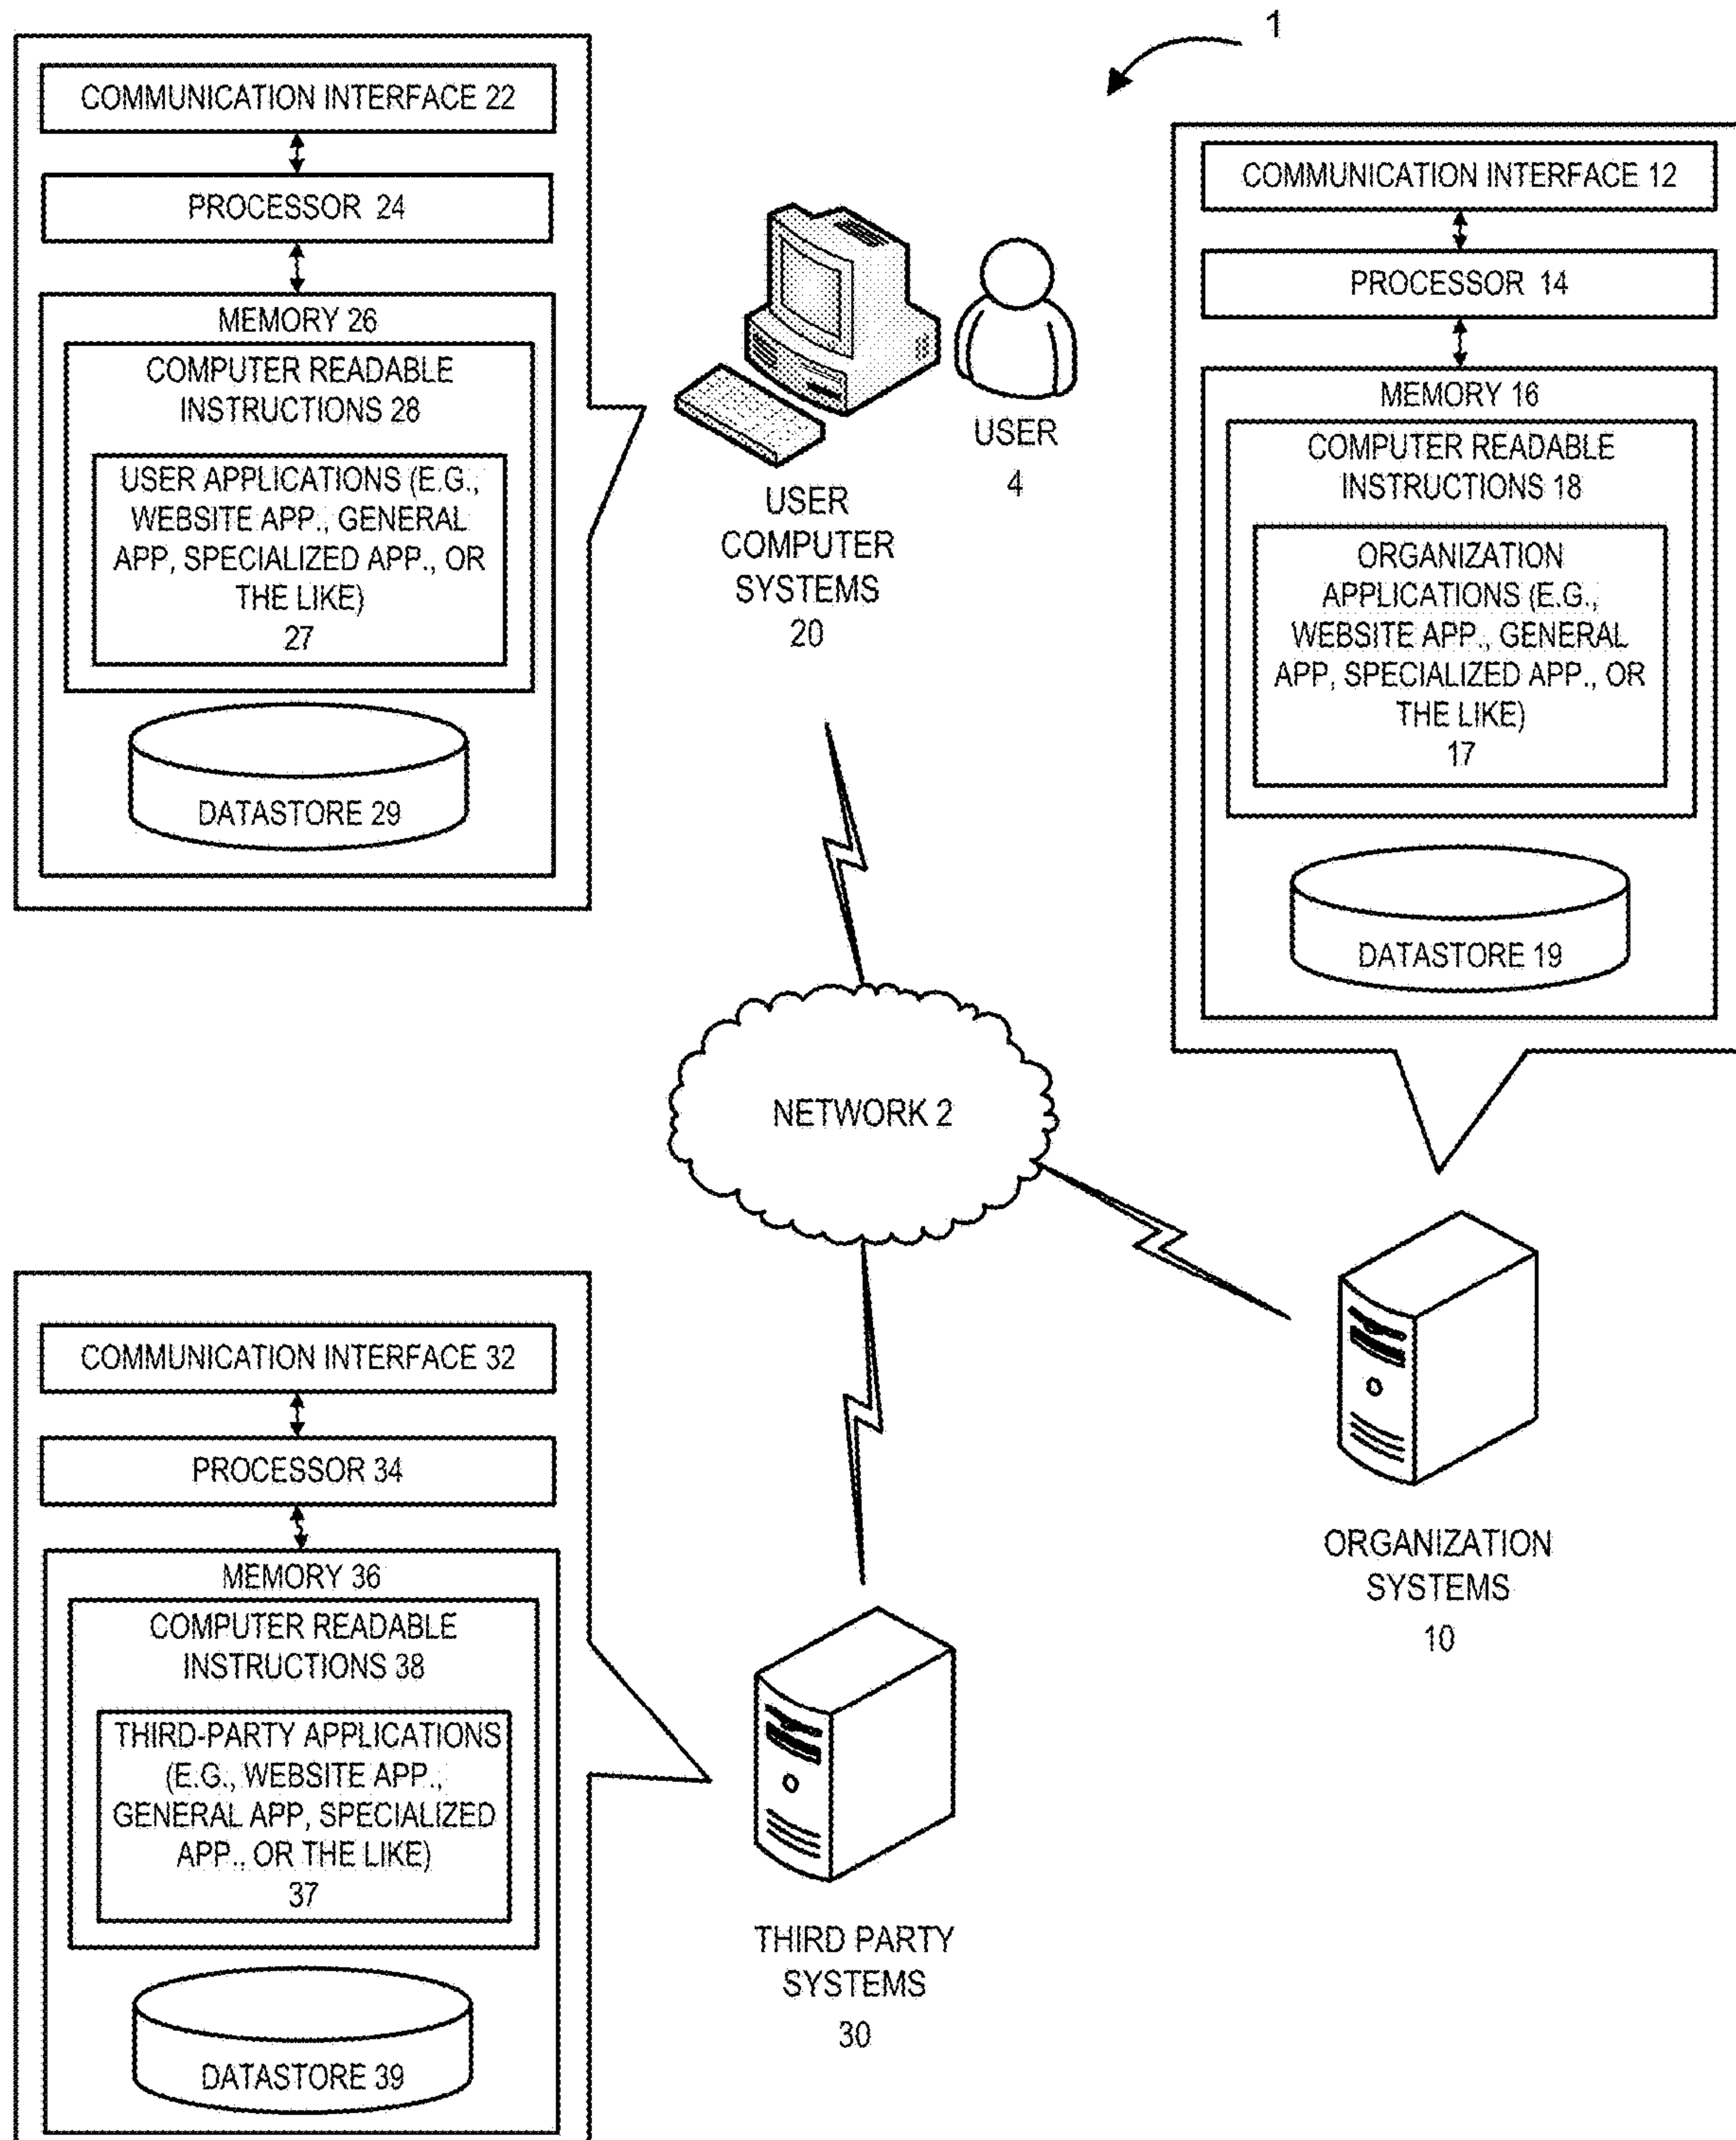 1
COMMUNICATION INTERFACE 22
PROCESSOR 24
MEMORY 26
COMPUTER READABLE
INSTRUCTIONS 28
USER APPLICATIONS (E.G.,
WEBSITE APP., GENERAL
APP, SPECIALIZED APP., OR
THE LIKE)
27
DATASTORE 29
USER
4
USER
COMPUTER
SYSTEMS
20
COMMUNICATION INTERFACE 12
PROCESSOR 14
MEMORY 16
COMPUTER READABLE
INSTRUCTIONS 18
ORGANIZATION
APPLICATIONS (E.G.,
WEBSITE APP., GENERAL
APP, SPECIALIZED APP., OR
THE LIKE)
17
DATASTORE 19
NETWORK 2
ORGANIZATION
SYSTEMS
10
COMMUNICATION INTERFACE 32
PROCESSOR 34
MEMORY 36
COMPUTER READABLE
INSTRUCTIONS 38
THIRD-PARTY APPLICATIONS
(E.G., WEBSITE APP.,
GENERAL APP, SPECIALIZED
APP., OR THE LIKE)
37
DATASTORE 39
THIRD PARTY
SYSTEMS
30